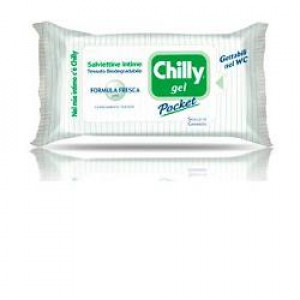 Nel mio intimo c'è Chilly
Salviettine intime
Tessuto Biodegradabile
FORMULA FRESCA
Chilly
gel
Pocket
Gettabili
nel WC